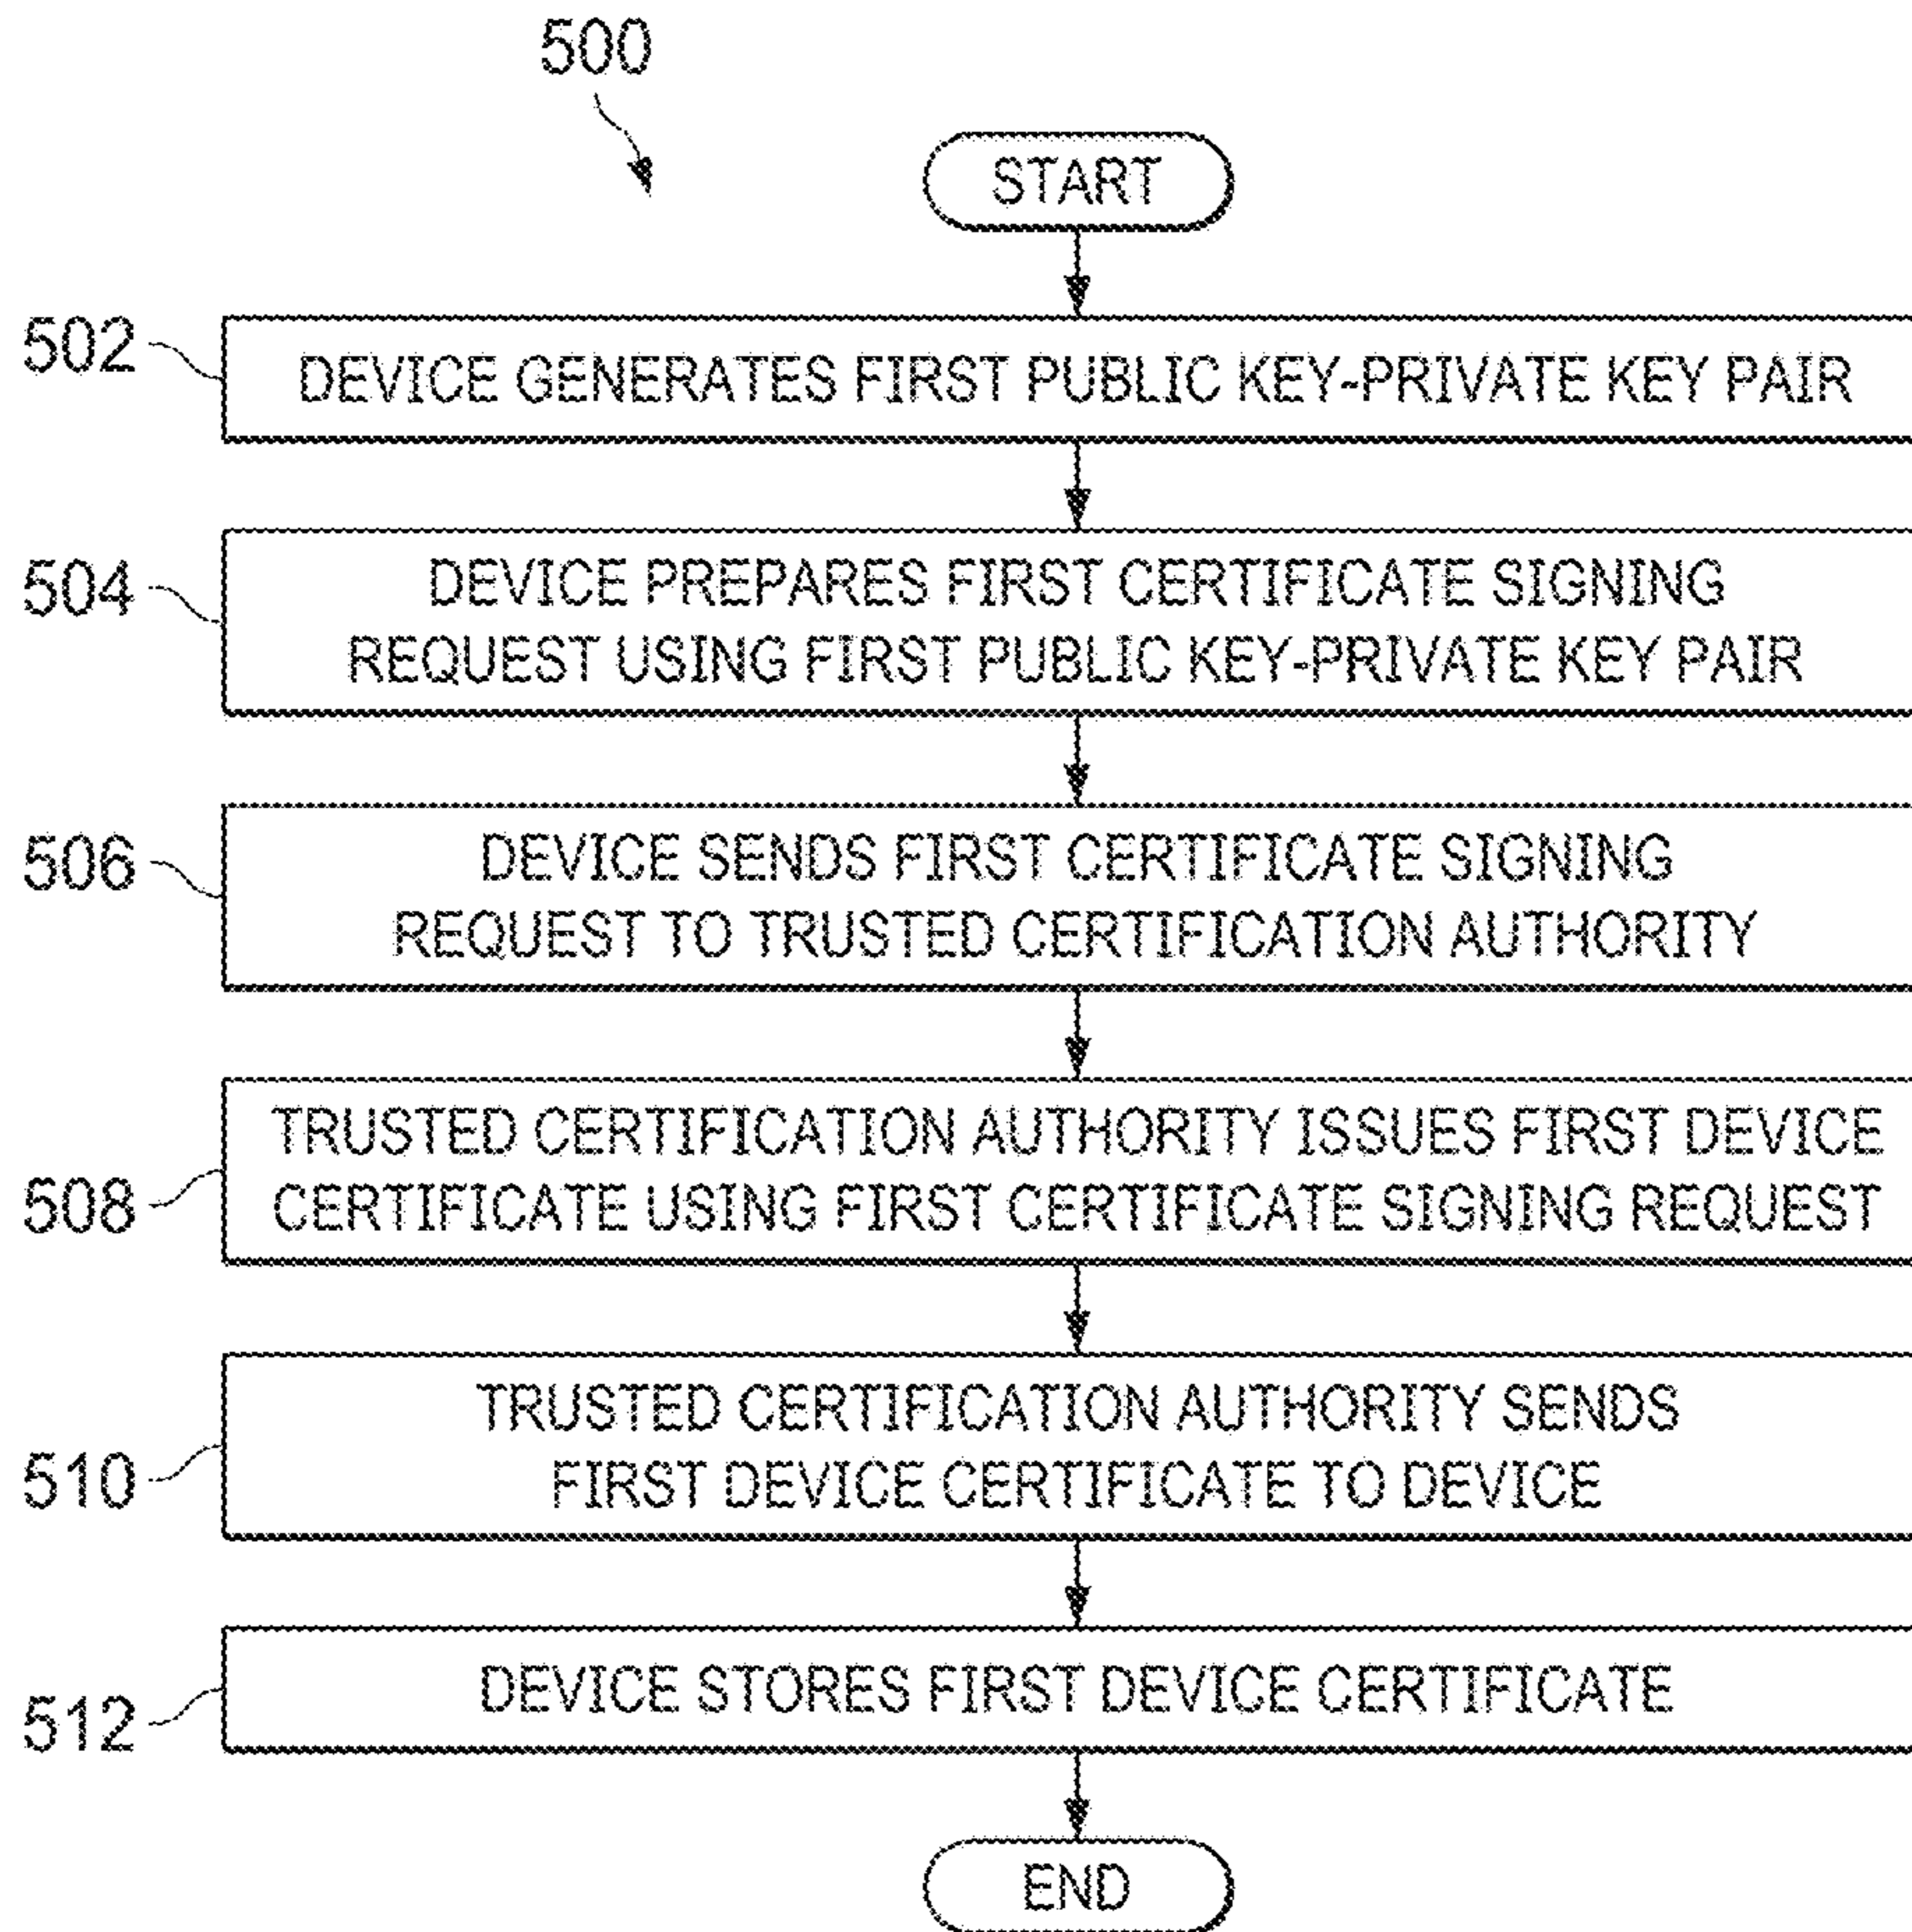 500
START
502
DEVICE GENERATES FIRST PUBLIC KEY-PRIVATE KEY PAIR
504
DEVICE PREPARES FIRST CERTIFICATE SIGNING
REQUEST USING FIRST PUBLIC KEY-PRIVATE KEY PAIR
506
DEVICE SENDS FIRST CERTIFICATE SIGNING
REQUEST TO TRUSTED CERTIFICATION AUTHORITY
508
TRUSTED CERTIFICATION AUTHORITY ISSUES FIRST DEVICE
CERTIFICATE USING FIRST CERTIFICATE SIGNING REQUEST
510
TRUSTED CERTIFICATION AUTHORITY SENDS
FIRST DEVICE CERTIFICATE TO DEVICE
512
DEVICE STORES FIRST DEVICE CERTIFICATE
END